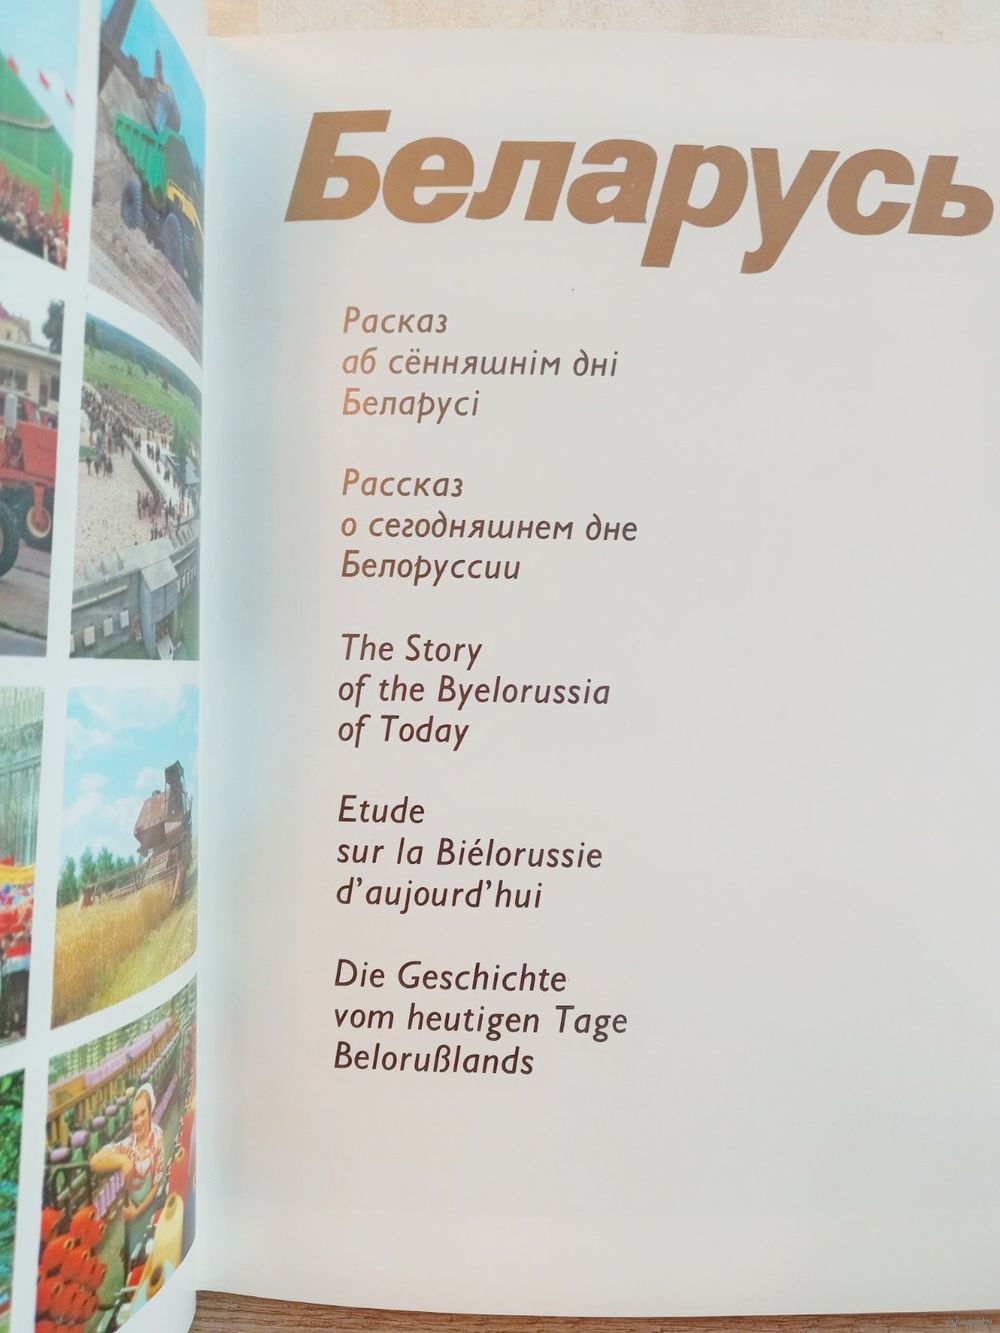 Беларусь
Расказ
аб сённяшнім дні
Беларусі
Рассказ
о сегодняшнем дне
Белоруссии
The Story
of the Byelorussia
of Today
Etude
sur la Biélorussie
d'aujourd'hui
Die Geschichte
vom heutigen Tage
Belorußlands